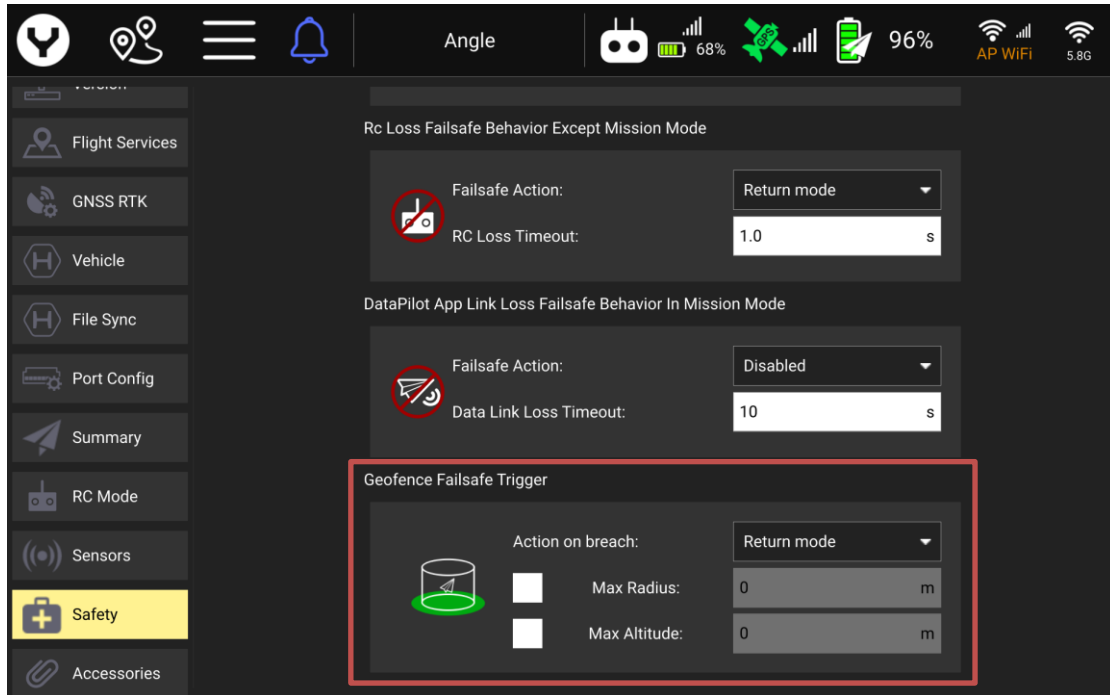 Angle
68%
GPS
96%
AP WiFi
5.8G
Version
Flight Services
GNSS RTK
Vehicle
File Sync
Port Config
Summary
RC Mode
Sensors
Safety
Accessories
Rc Loss Failsafe Behavior Except Mission Mode
Failsafe Action: Return mode
RC Loss Timeout: 1.0 s
DataPilot App Link Loss Failsafe Behavior In Mission Mode
Failsafe Action: Disabled
Data Link Loss Timeout: 10 s
Geofence Failsafe Trigger
Action on breach: Return mode
Max Radius: 0 m
Max Altitude: 0 m